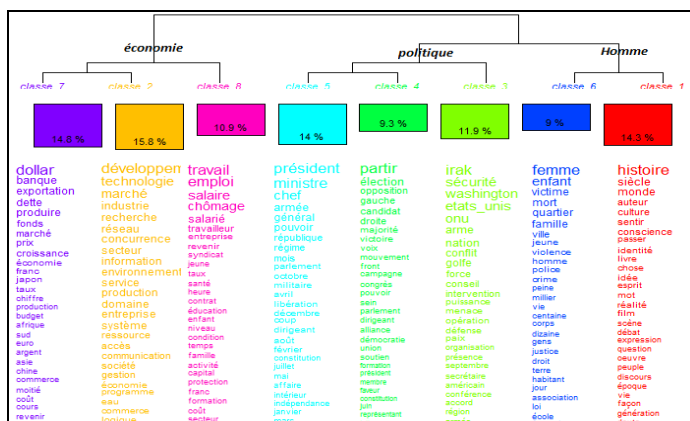 économie
politique
Homme
classe 7
classe 2
classe 8
classe 5
classe 4
classe 3
classe 6
classe 1
14.8 %
15.8 %
10.9 %
14 %
9.3 %
11.9 %
9 %
14.3 %
dollar
banque
exportation
dette
produire
fonds
marché
prix
croissance
économie
franc
japon
taux
chiffre
production
budget
afrique
sud
euro
argent
asie
chine
commerce
moitié
coût
cours
revenir
développen
technologie
marché
industrie
recherche
réseau
concurrence
secteur
information
environnement
service
production
domaine
entreprise
système
ressource
accès
communication
société
gestion
économie
programme
eau
commerce
logique
travail
emploi
salaire
chômage
salarié
travailleur
entreprise
revenir
syndicat
jeune
taux
santé
heure
contrat
éducation
enfant
niveau
condition
temps
famille
activité
capital
protection
franc
formation
coût
secteur
président
ministre
chef
armée
général
pouvoir
république
régime
mois
parlement
octobre
militaire
avril
libération
décembre
coup
dirigeant
août
février
constitution
juillet
mai
affaire
intérieur
indépendance
janvier
mars
partir
élection
opposition
gauche
candidat
droite
majorité
victoire
voix
mouvement
front
campagne
congrès
pouvoir
sein
parlement
dirigeant
alliance
démocratie
union
soutien
formation
président
membre
faveur
constitution
juin
représentant
irak
sécurité
washington
etats_unis
onu
arme
nation
conflit
golfe
force
conseil
intervention
puissance
menace
opération
défense
paix
organisation
présence
septembre
secrétaire
américain
conférence
accord
région
femme
enfant
victime
mort
quartier
famille
ville
jeune
violence
homme
police
crime
peine
millier
vie
centaine
corps
dizaine
gens
justice
droit
terre
habitant
jour
association
loi
école
histoire
siècle
monde
auteur
culture
sentir
conscience
passer
identité
livre
chose
idée
esprit
mot
réalité
film
scène
débat
expression
question
oeuvre
peuple
discours
époque
vie
façon
génération